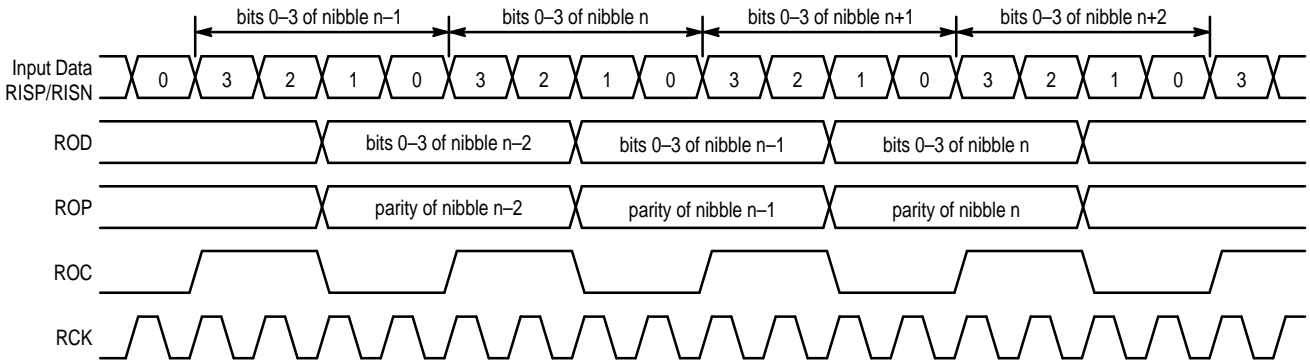 bits 0–3 of nibble n–1 bits 0–3 of nibble n bits 0–3 of nibble n+1 bits 0–3 of nibble n+2
Input Data
RISP/RISN
0 3 2 1 0 3 2 1 0 3 2 1 0 3 2 1 0 3
ROD bits 0–3 of nibble n–2 bits 0–3 of nibble n–1 bits 0–3 of nibble n
ROP parity of nibble n–2 parity of nibble n–1 parity of nibble n
ROC
RCK